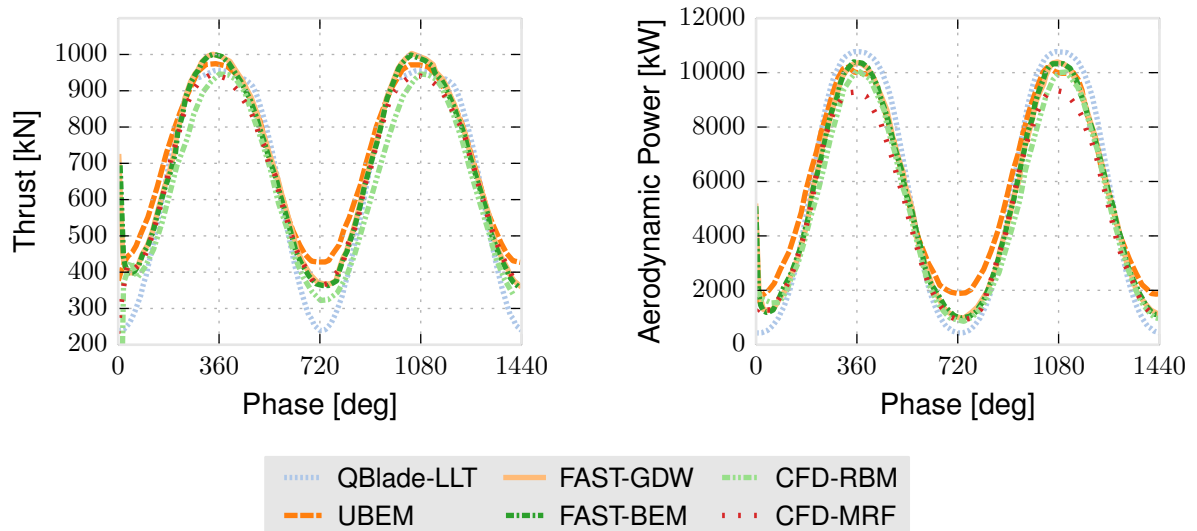 Thrust [kN]
1000
900
800
700
600
500
400
300
200
0
360
720
1080
1440
Phase [deg]
Aerodynamic Power [kW]
12000
10000
8000
6000
4000
2000
0
0
360
720
1080
1440
Phase [deg]
QBlade-LLT
FAST-GDW
CFD-RBM
UBEM
FAST-BEM
CFD-MRF